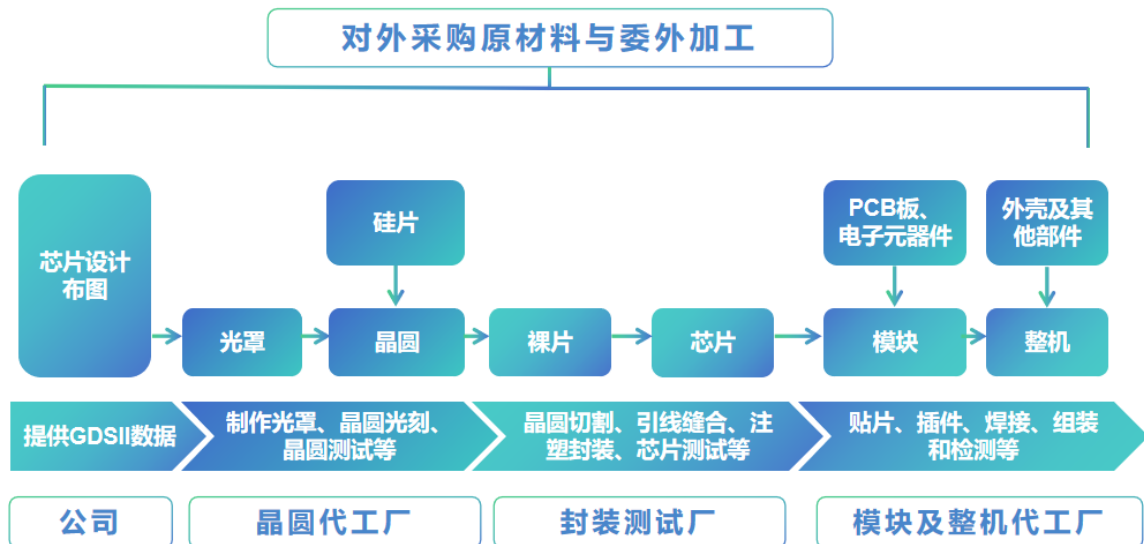 对外采购原材料与委外加工
芯片设计
布图
硅片
PCB板、
电子元器件
外壳及其
他部件
光罩
晶圆
裸片
芯片
模块
整机
提供GDSII数据
制作光罩、晶圆光刻、
晶圆测试等
晶圆切割、引线缝合、注
塑封装、芯片测试等
贴片、插件、焊接、组装
和检测等
公司
晶圆代工厂
封装测试厂
模块及整机代工厂